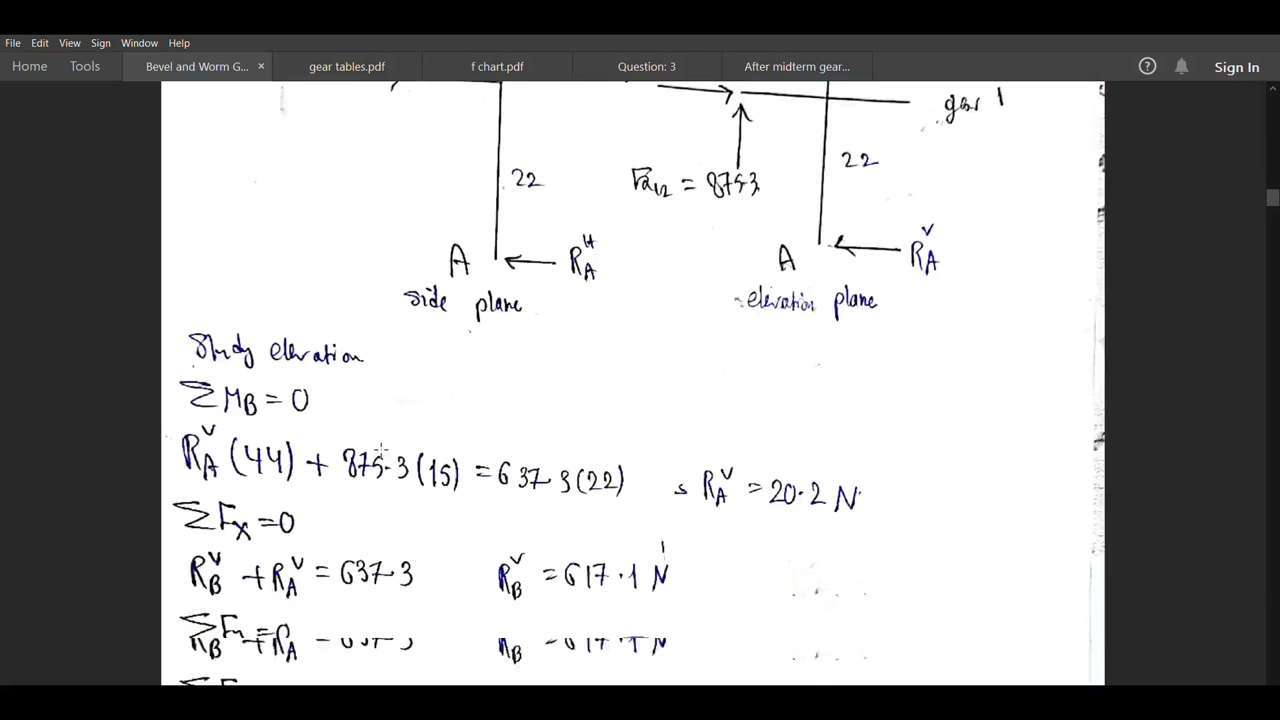 File Edit View Sign Window Help
Home Tools Bevel and Worm G... × gear tables.pdf f chart.pdf Question: 3 After midterm gear... Sign In
gear 1
22
22
Fa12 = 875.3
A
R_A^H
A
R_A^V
side plane
elevation plane
Study elevation
ΣM_B = 0
R_A^V (44) + 875.3 (15) = 637.3 (22) R_A^V = 20.2 N
ΣF_X = 0
R_B^V + R_A^V = 637.3 R_B^V = 617.1 N